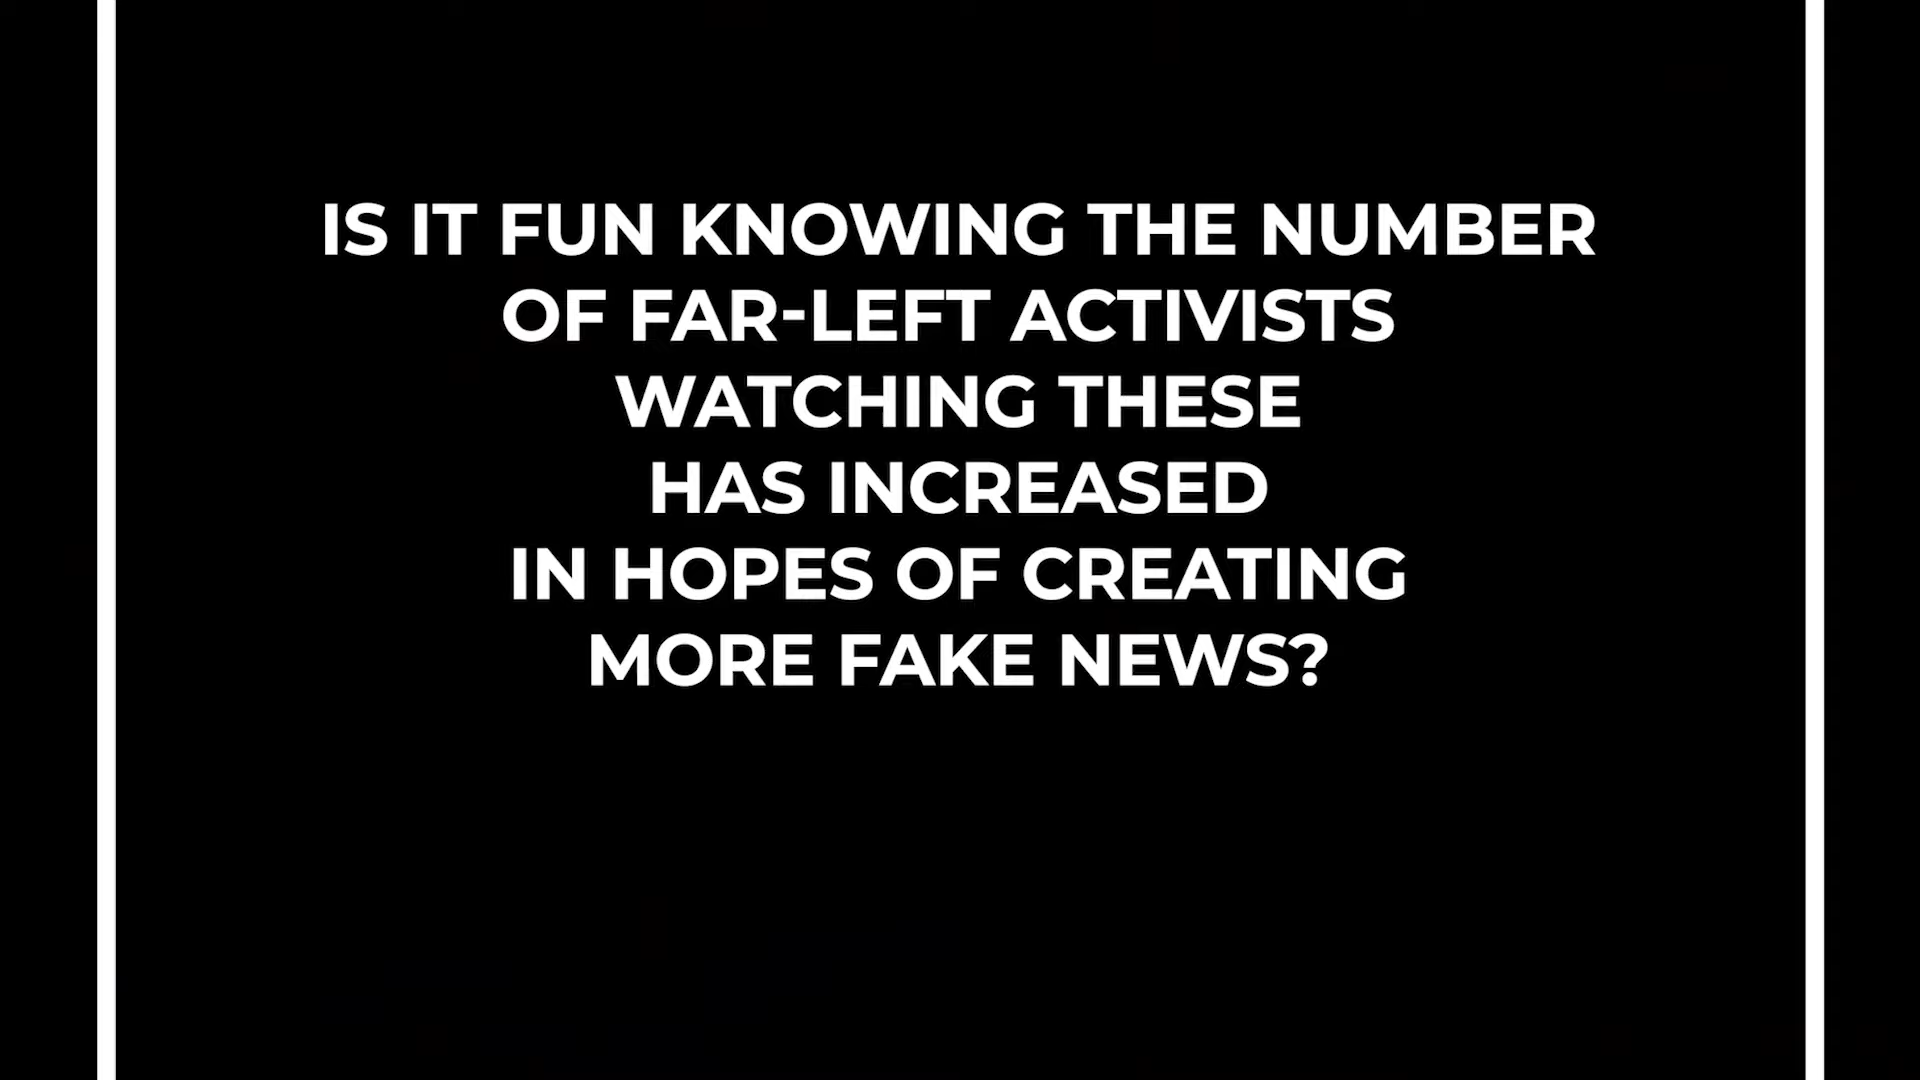 IS IT FUN KNOWING THE NUMBER
OF FAR-LEFT ACTIVISTS
WATCHING THESE
HAS INCREASED
IN HOPES OF CREATING
MORE FAKE NEWS?